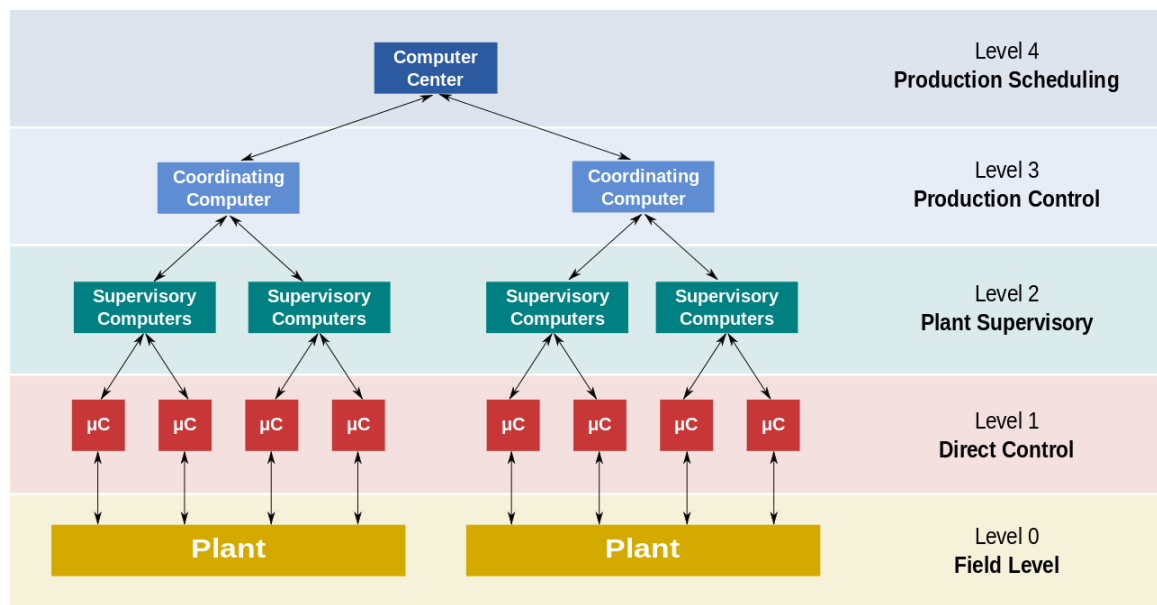 Computer
Center
Level 4
Production Scheduling
Coordinating
Computer
Coordinating
Computer
Level 3
Production Control
Supervisory
Computers
Supervisory
Computers
Supervisory
Computers
Supervisory
Computers
Level 2
Plant Supervisory
μC
μC
μC
μC
μC
μC
μC
μC
Level 1
Direct Control
Plant
Plant
Level 0
Field Level